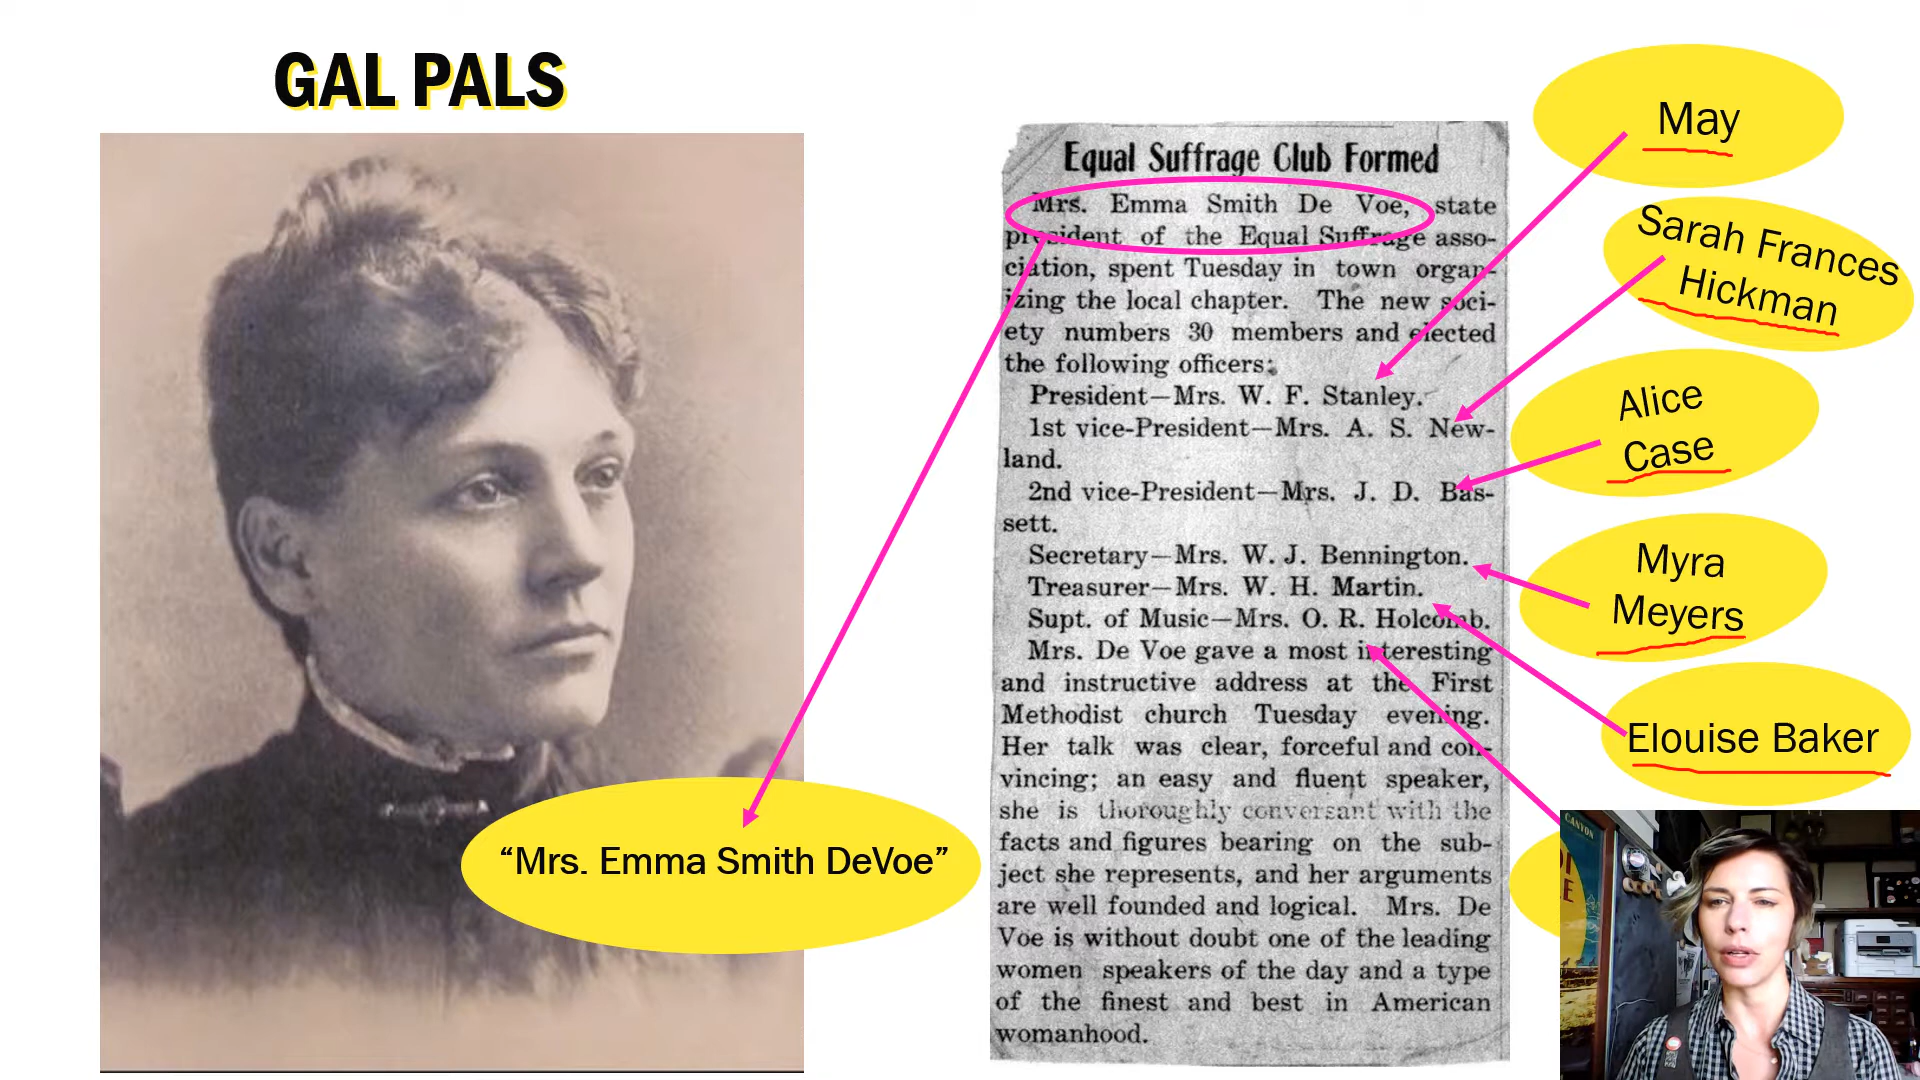 GAL PALS
“Mrs. Emma Smith DeVoe”
Equal Suffrage Club Formed
Mrs. Emma Smith De Voe, state
president of the Equal Suffrage asso-
ciation, spent Tuesday in town organ-
izing the local chapter. The new soci-
ety numbers 30 members and elected
the following officers:
President—Mrs. W. F. Stanley.
1st vice-President—Mrs. A. S. New-
land.
2nd vice-President—Mrs. J. D. Bas-
sett.
Secretary—Mrs. W. J. Bennington.
Treasurer—Mrs. W. H. Martin.
Supt. of Music—Mrs. O. R. Holcomb.
Mrs. De Voe gave a most interesting
and instructive address at the First
Methodist church Tuesday evening.
Her talk was clear, forceful and con-
vincing; an easy and fluent speaker,
she is thoroughly conversant with the
facts and figures bearing on the sub-
ject she represents, and her arguments
are well founded and logical. Mrs. De
Voe is without doubt one of the leading
women speakers of the day and a type
of the finest and best in American
womanhood.
May
Sarah Frances
Hickman
Alice
Case
Myra
Meyers
Elouise Baker
CANYON